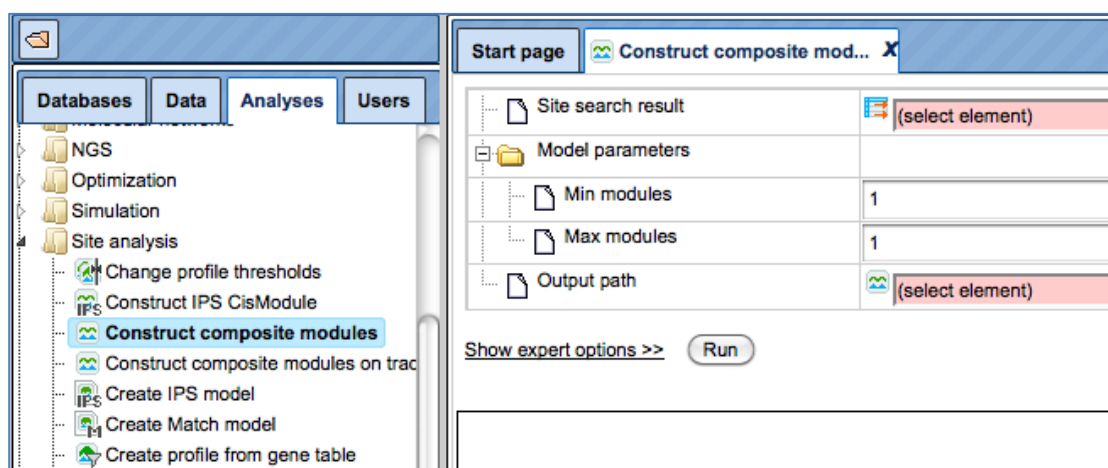 Databases
Data
Analyses
Users
NGS
Optimization
Simulation
Site analysis
Change profile thresholds
IPS
Construct IPS CisModule
Construct composite modules
Construct composite modules on trac
IPS
Create IPS model
M
Create Match model
Create profile from gene table
Start page
Construct composite mod... X
Site search result
(select element)
Model parameters
Min modules
1
Max modules
1
Output path
(select element)
Show expert options >>
Run